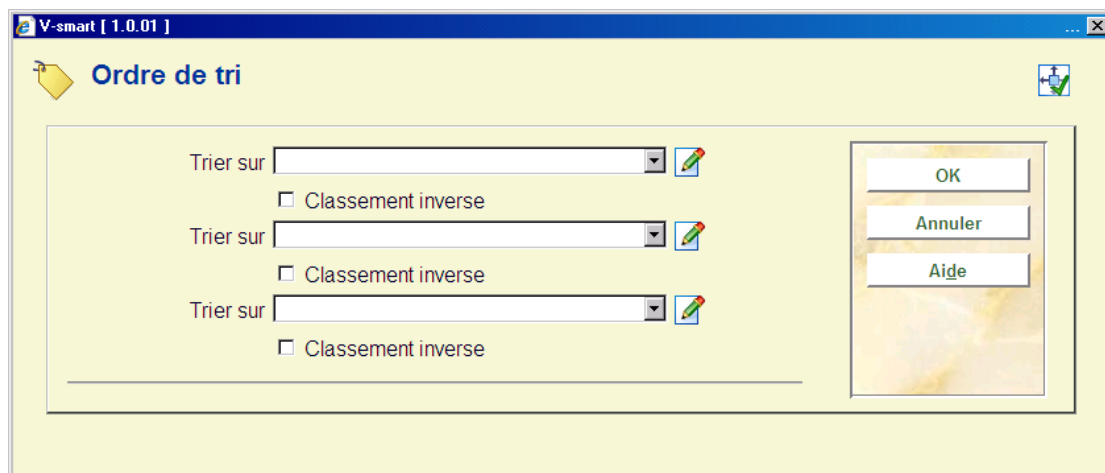 V-smart [ 1.0.01 ]
...
Ordre de tri
Trier sur
Classement inverse
Trier sur
Classement inverse
Trier sur
Classement inverse
OK
Annuler
Aide